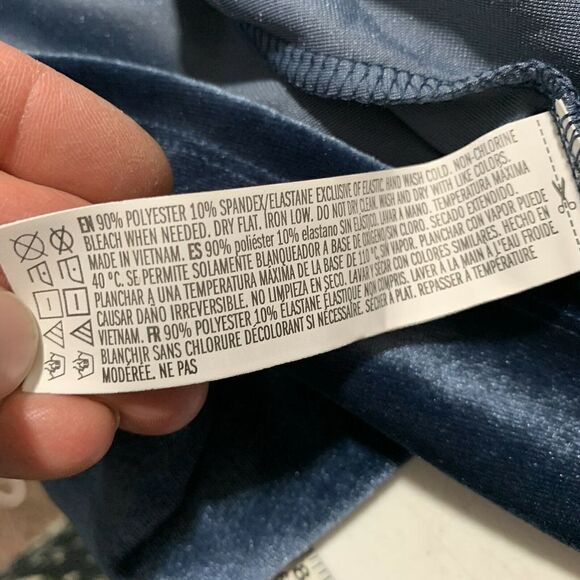 EN 90% POLYESTER 10% SPANDEX/ELASTANE EXCLUSIVE OF ELASTIC. HAND WASH COLD. NON-CHLORINE
BLEACH WHEN NEEDED. DRY FLAT. IRON LOW. DO NOT DRY CLEAN. WASH AND DRY WITH LIKE COLORS.
MADE IN VIETNAM. ES 90% poliéster 10% elastano SIN ELÁSTICO. LAVAR A MANO. TEMPERATURA MÁXIMA
40 °C. SE PERMITE SOLAMENTE BLANQUEADOR A BASE DE OXÍGENO SIN CLORO. SECADO EXTENDIDO.
PLANCHAR A UNA TEMPERATURA MÁXIMA DE LA BASE DE 110 °C, SIN VAPOR. PLANCHAR CON VAPOR PUEDE
CAUSAR DAÑO IRREVERSIBLE. NO LIMPIEZA EN SECO. LAVAR Y SECAR CON COLORES SIMILARES. HECHO EN
VIETNAM. FR 90% POLYESTER 10% ÉLASTANE ÉLASTIQUE NON COMPRIS. LAVER À LA MAIN À L'EAU FROIDE.
BLANCHIR SANS CHLORURE DÉCOLORANT SI NÉCESSAIRE. SÉCHER À PLAT. REPASSER À TEMPÉRATURE
MODÉRÉE. NE PAS